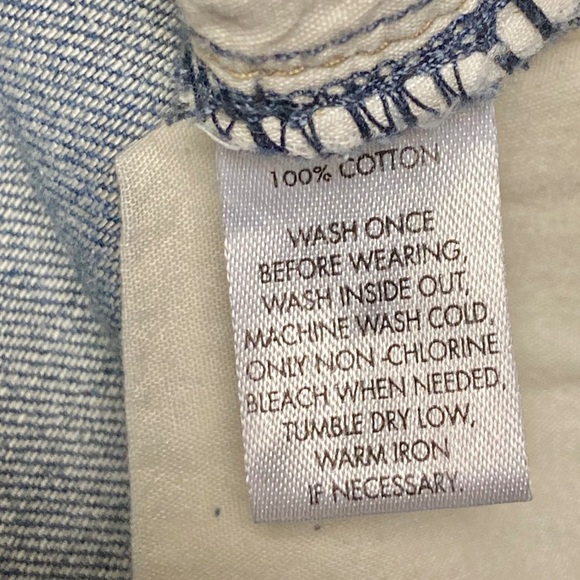 100% COTTON
WASH ONCE
BEFORE WEARING,
WASH INSIDE OUT,
MACHINE WASH COLD.
ONLY NON-CHLORINE
BLEACH WHEN NEEDED,
TUMBLE DRY LOW,
WARM IRON
IF NECESSARY.